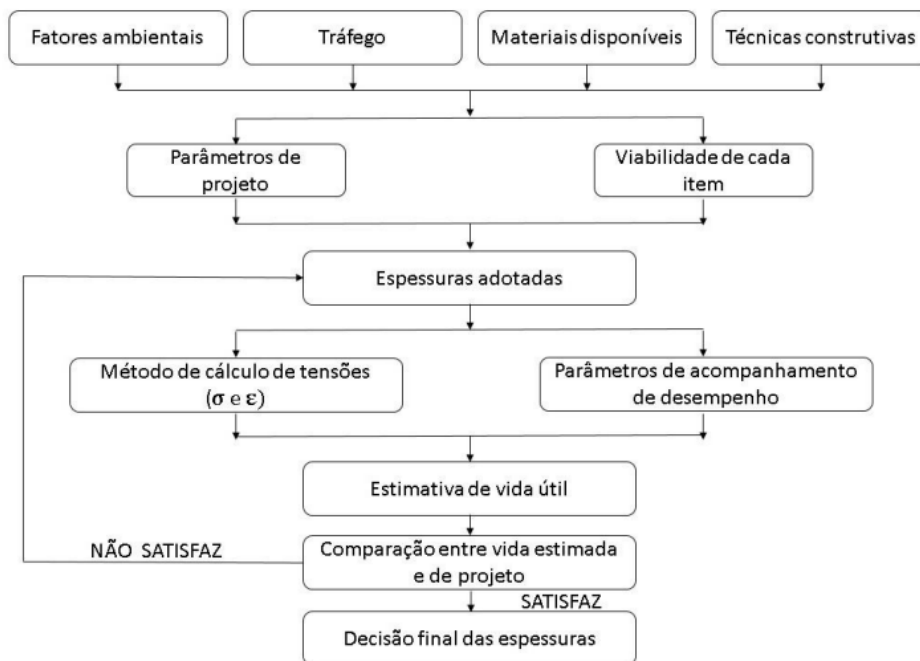 Fatores ambientais
Tráfego
Materiais disponíveis
Técnicas construtivas
Parâmetros de
projeto
Viabilidade de cada
item
Espessuras adotadas
Método de cálculo de tensões
(σ e ε)
Parâmetros de acompanhamento
de desempenho
Estimativa de vida útil
NÃO SATISFAZ
Comparação entre vida estimada
e de projeto
SATISFAZ
Decisão final das espessuras